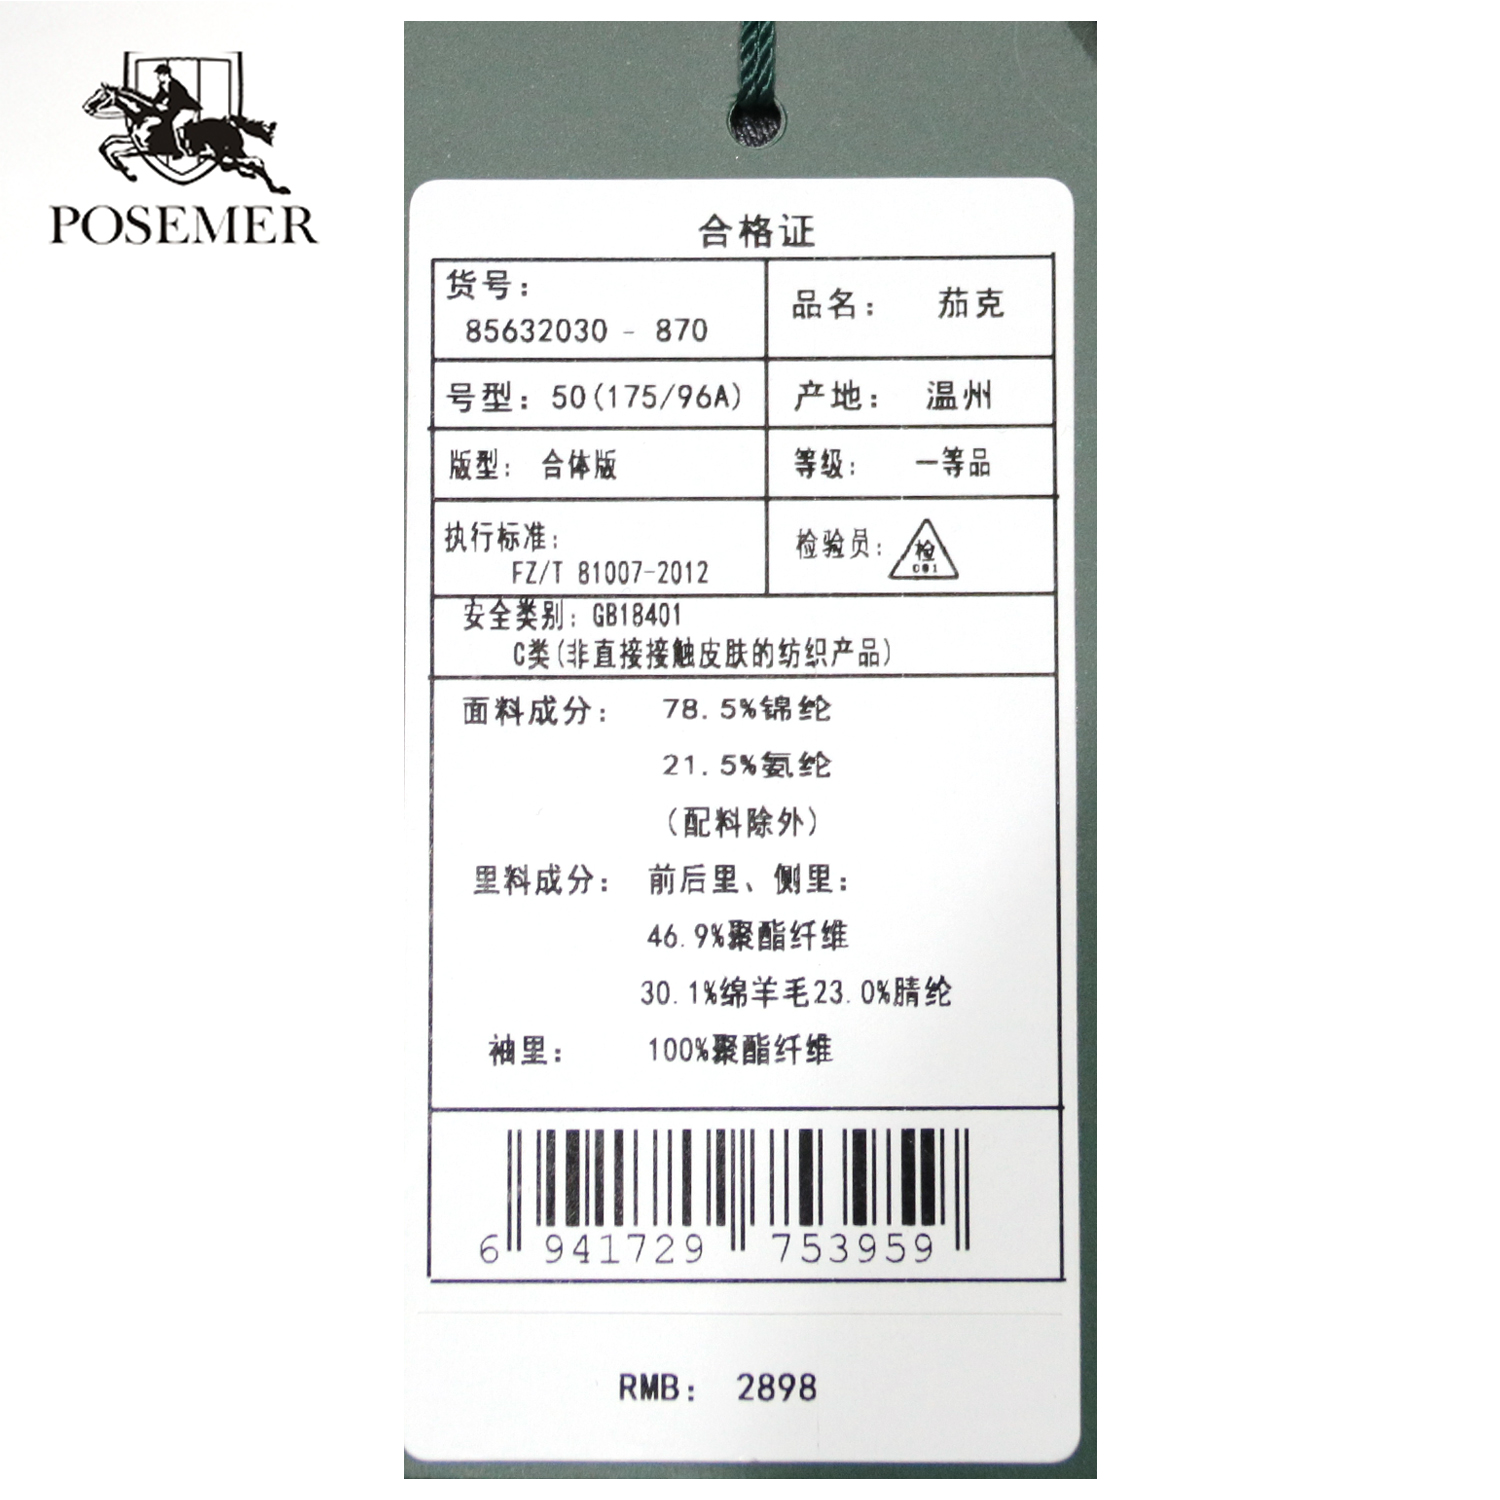 POSEMER
合格证
货号：
85632030 - 870
品名： 茄克
号型：50(175/96A)
产地： 温州
版型： 合体版
等级： 一等品
执行标准：
FZ/T 81007-2012
检验员：
检
001
安全类别：GB18401
C类(非直接接触皮肤的纺织产品)
面料成分： 78.5%锦纶
21.5%氨纶
(配料除外)
里料成分： 前后里、侧里：
46.9%聚酯纤维
30.1%绵羊毛23.0%腈纶
袖里： 100%聚酯纤维
6 941729 753959
RMB： 2898